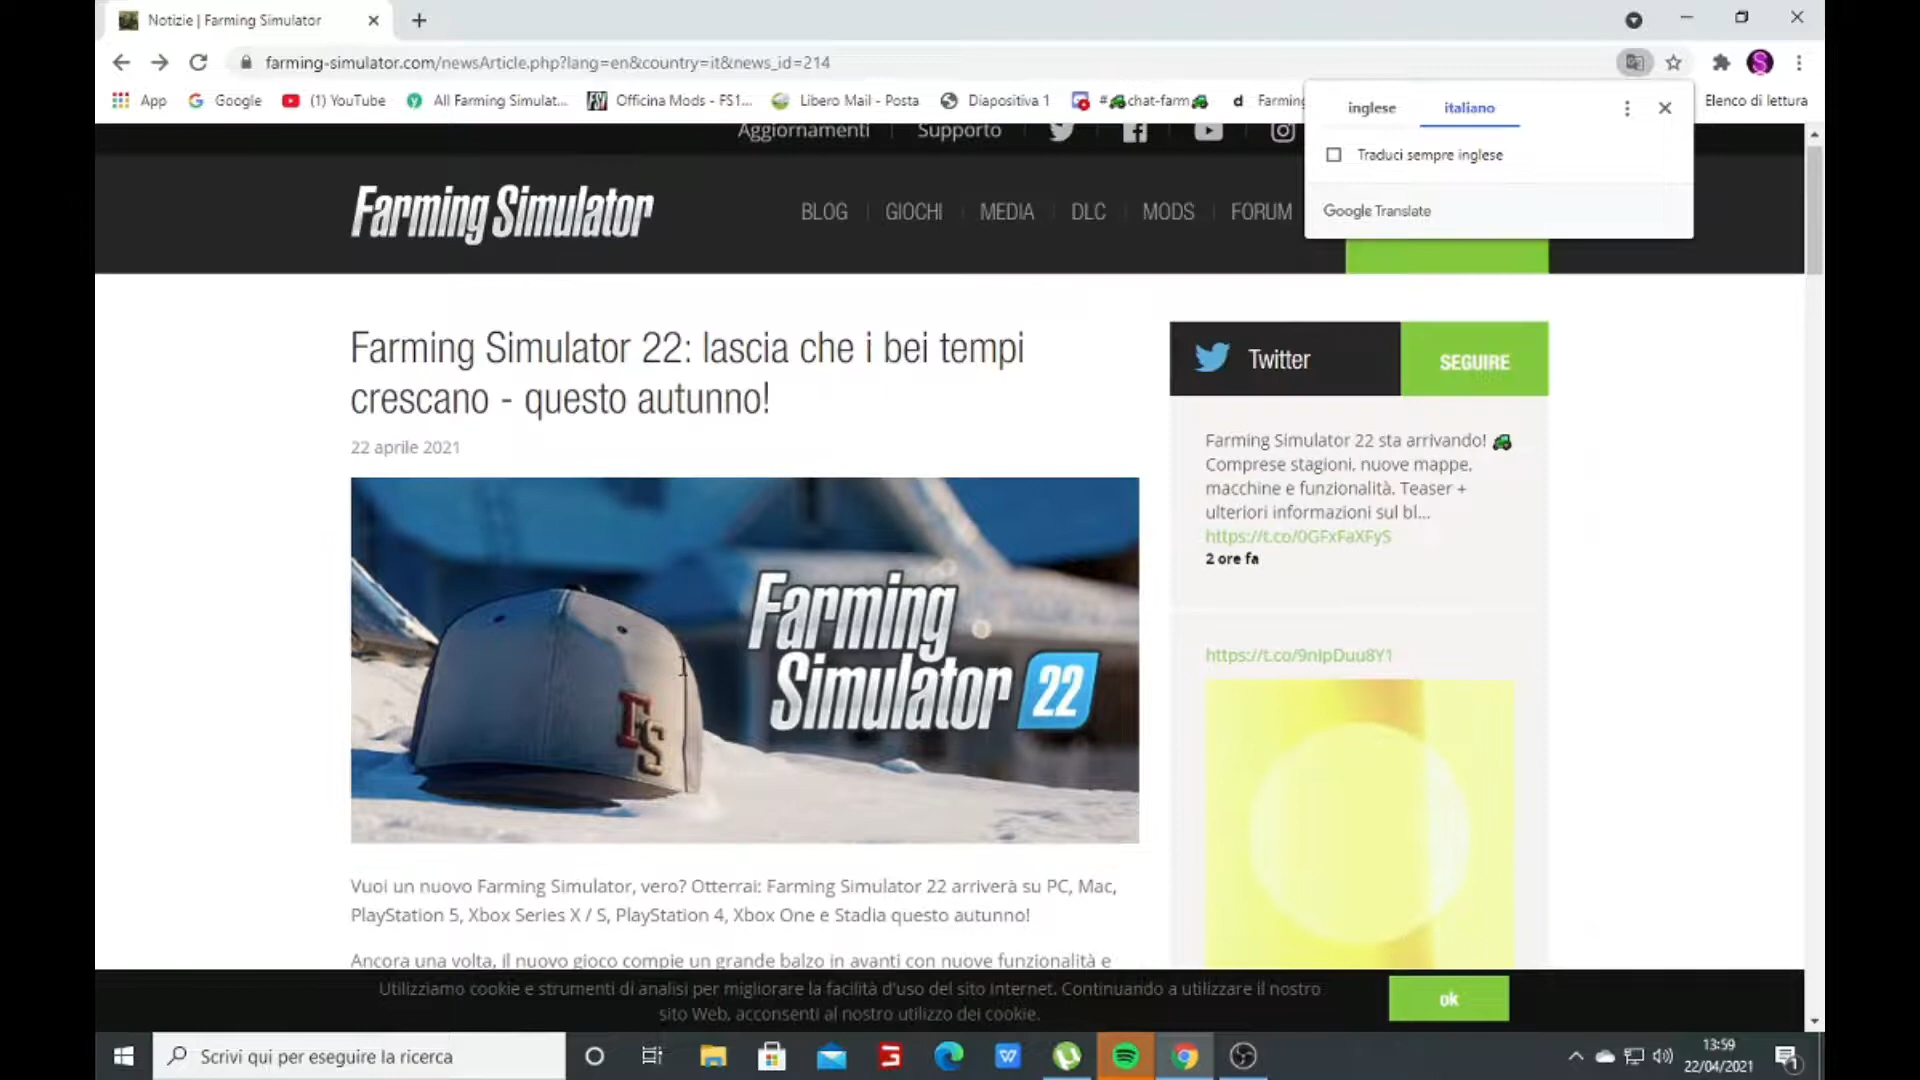 Notizie | Farming Simulator
farming-simulator.com/newsArticle.php?lang=en&country=it&news_id=214
App
Google
(1) YouTube
All Farming Simulat...
Officina Mods - FS1...
Libero Mail - Posta
Diapositiva 1
#🚜chat-farm🚜
Farming
Elenco di lettura
inglese
italiano
Traduci sempre inglese
Google Translate
Aggiornamenti
Supporto
Farming Simulator
BLOG
GIOCHI
MEDIA
DLC
MODS
FORUM
Farming Simulator 22: lascia che i bei tempi
crescano - questo autunno!
22 aprile 2021
FS
Farming
Simulator 22
Vuoi un nuovo Farming Simulator, vero? Otterrai: Farming Simulator 22 arriverà su PC, Mac,
PlayStation 5, Xbox Series X / S, PlayStation 4, Xbox One e Stadia questo autunno!
Ancora una volta, il nuovo gioco compie un grande balzo in avanti con nuove funzionalità e
Twitter
SEGUIRE
Farming Simulator 22 sta arrivando! 🚜
Comprese stagioni, nuove mappe,
macchine e funzionalità. Teaser +
ulteriori informazioni sul bl...
https://t.co/0GFxFaXFyS
2 ore fa
https://t.co/9nIpDuu8Y1
Utilizziamo cookie e strumenti di analisi per migliorare la facilità d'uso del sito Internet. Continuando a utilizzare il nostro
sito Web, acconsenti al nostro utilizzo dei cookie.
ok
Scrivi qui per eseguire la ricerca
13:59
22/04/2021
1